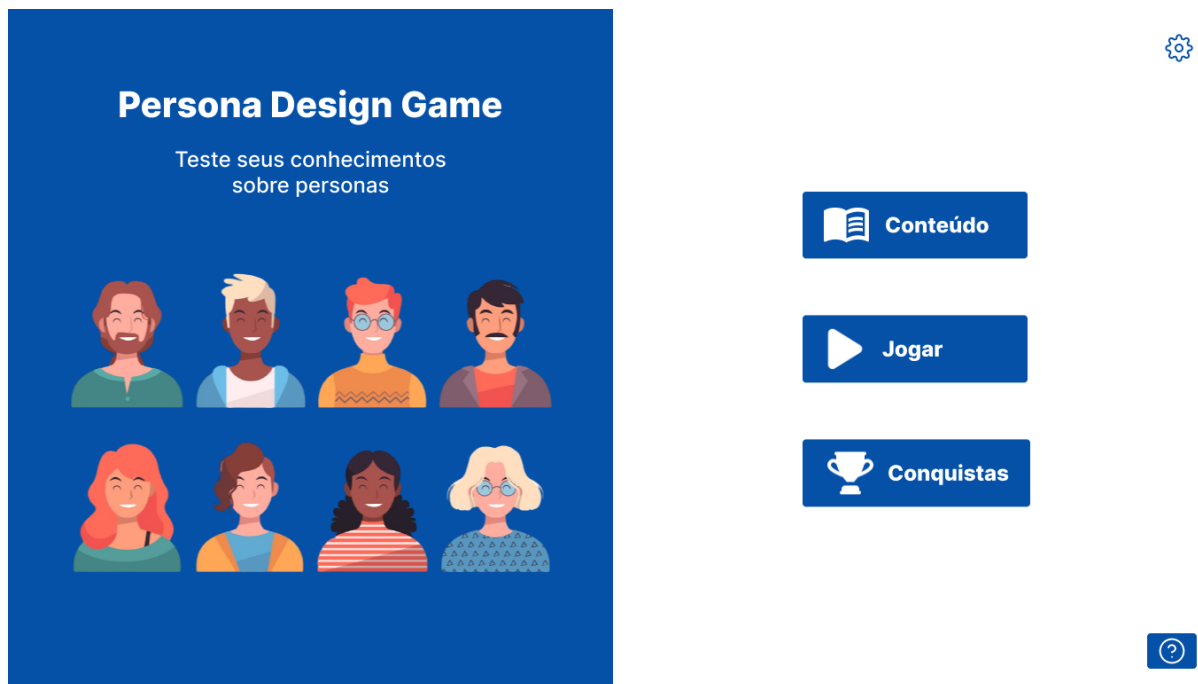 Persona Design Game
Teste seus conhecimentos
sobre personas
Conteúdo
Jogar
Conquistas
?